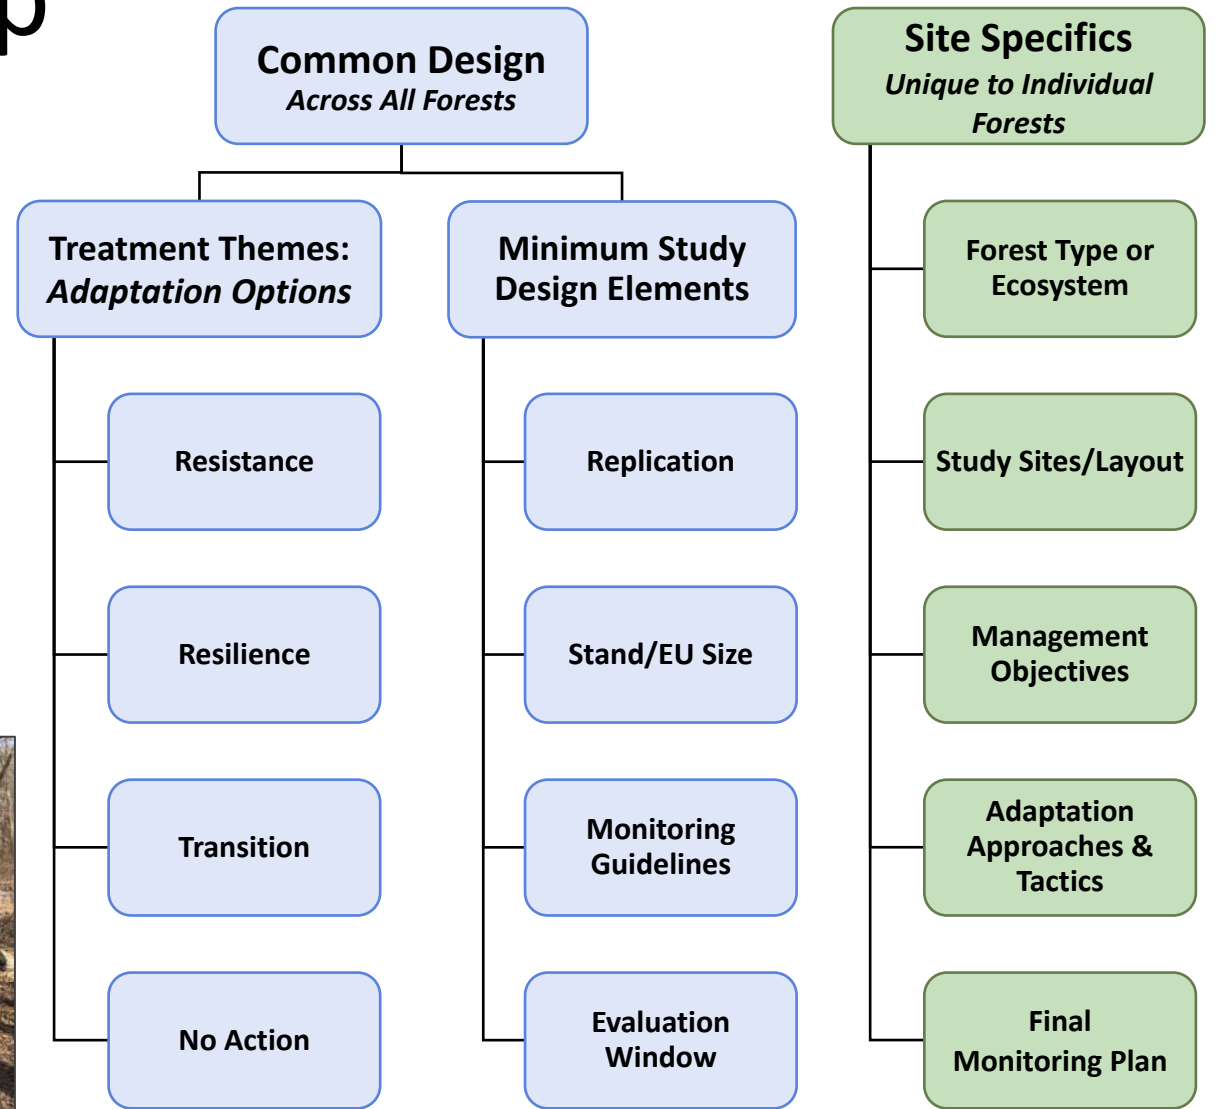 p
Common Design
Across All Forests
Site Specifics
Unique to Individual
Forests
Treatment Themes:
Adaptation Options
Minimum Study
Design Elements
Forest Type or
Ecosystem
Resistance
Replication
Study Sites/Layout
Resilience
Stand/EU Size
Management
Objectives
Transition
Monitoring
Guidelines
Adaptation
Approaches &
Tactics
No Action
Evaluation
Window
Final
Monitoring Plan